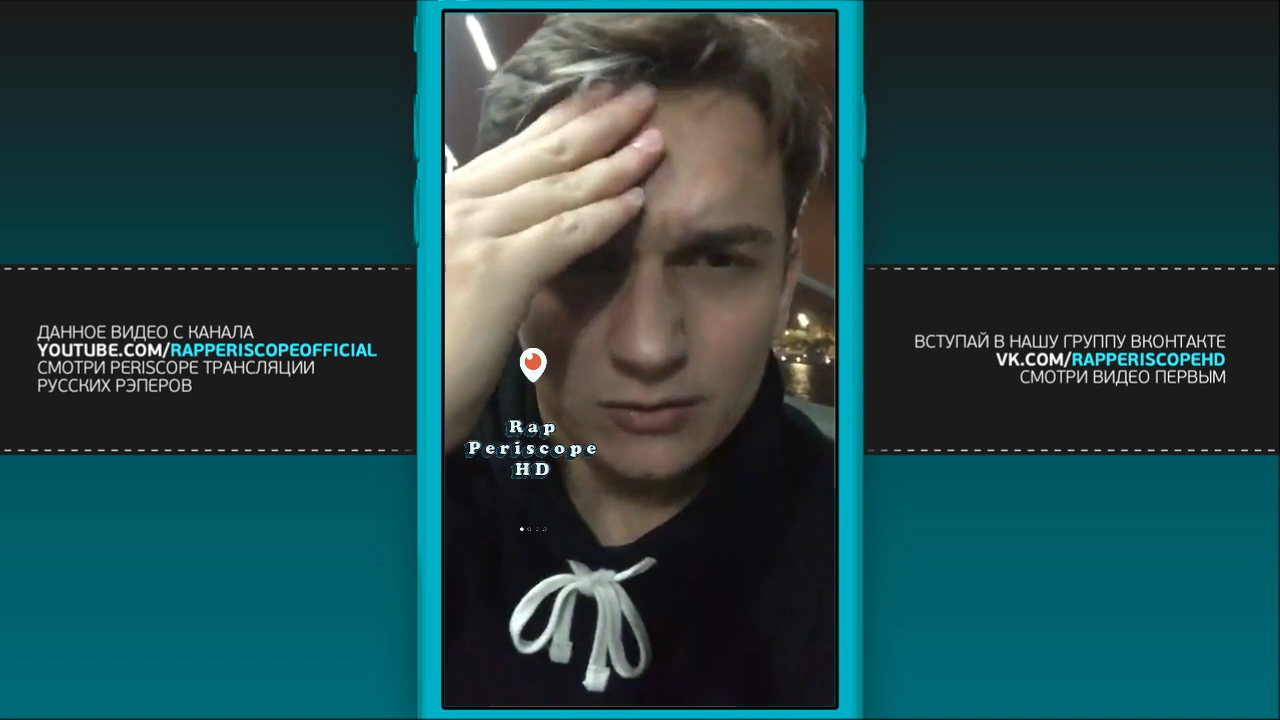 ДАННОЕ ВИДЕО С КАНАЛА
YOUTUBE.COM/RAPPERISCOPEOFFICIAL
СМОТРИ PERISCOPE ТРАНСЛЯЦИИ
РУССКИХ РЭПЕРОВ
Rap
Periscope
HD
ВСТУПАЙ В НАШУ ГРУППУ ВКОНТАКТЕ
VK.COM/RAPPERISCOPEHD
СМОТРИ ВИДЕО ПЕРВЫМ